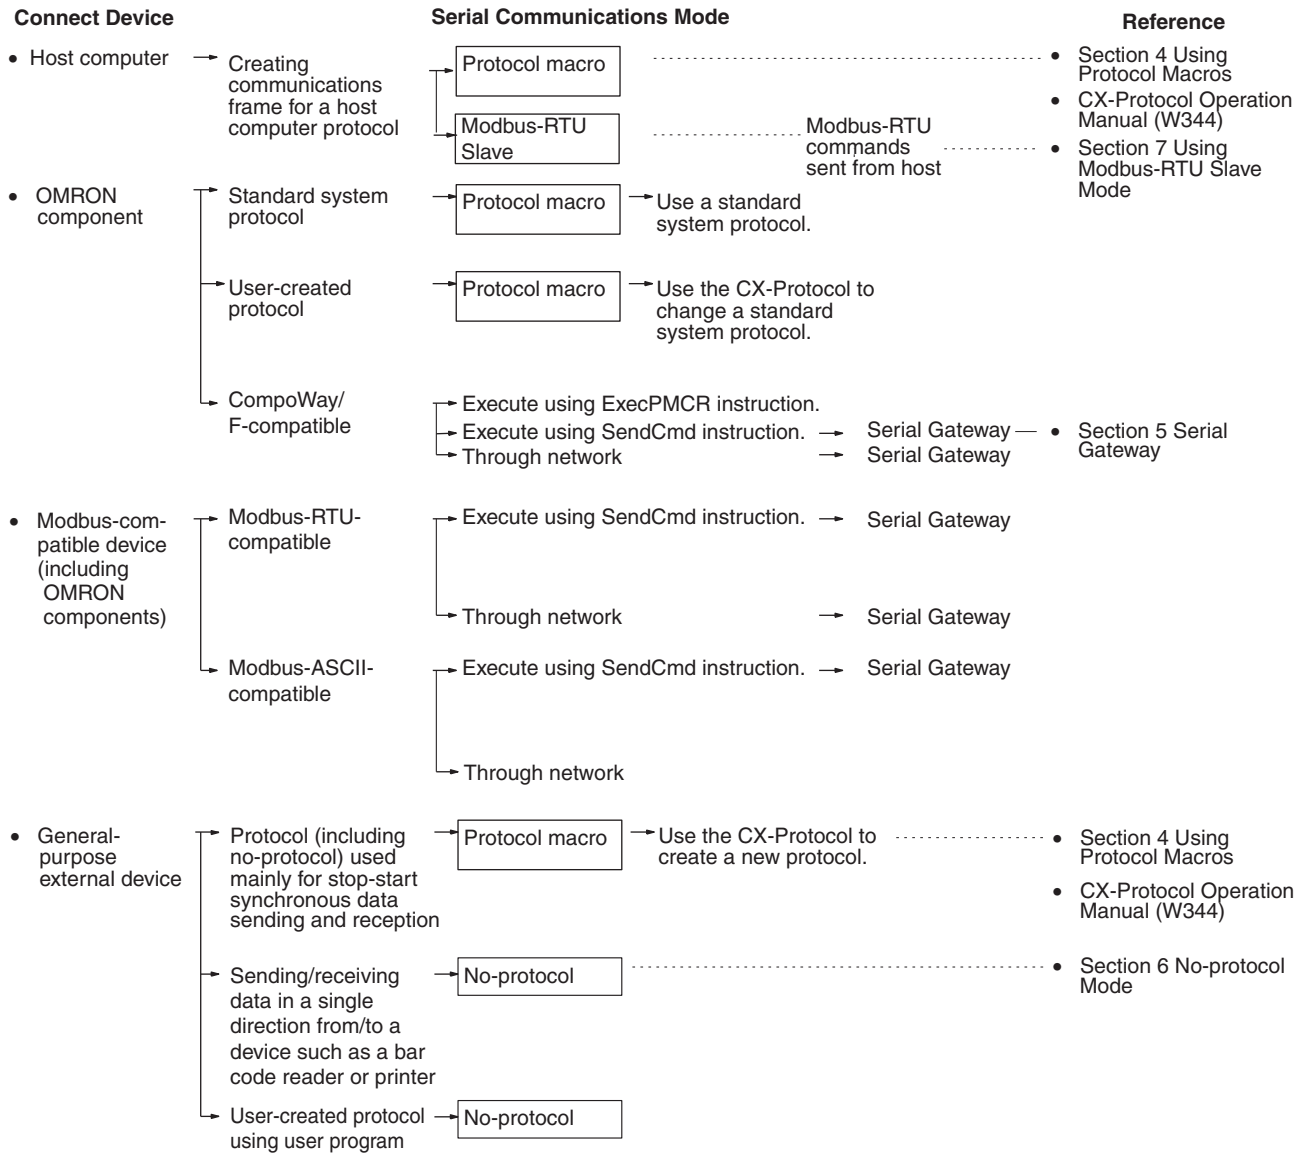 Connect Device
Serial Communications Mode
Reference
• Host computer
Creating
communications
frame for a host
computer protocol
Protocol macro
• Section 4 Using
Protocol Macros
• CX-Protocol Operation
Manual (W344)
Modbus-RTU
Slave
Modbus-RTU
commands
sent from host
• Section 7 Using
Modbus-RTU Slave
Mode
• OMRON
component
Standard system
protocol
Protocol macro
Use a standard
system protocol.
User-created
protocol
Protocol macro
Use the CX-Protocol to
change a standard
system protocol.
CompoWay/
F-compatible
Execute using ExecPMCR instruction.
Execute using SendCmd instruction.
Serial Gateway
• Section 5 Serial
Gateway
Through network
Serial Gateway
• Modbus-com-
patible device
(including
OMRON
components)
Modbus-RTU-
compatible
Execute using SendCmd instruction.
Serial Gateway
Through network
Serial Gateway
Modbus-ASCII-
compatible
Execute using SendCmd instruction.
Serial Gateway
Through network
• General-
purpose
external device
Protocol (including
no-protocol) used
mainly for stop-start
synchronous data
sending and reception
Protocol macro
Use the CX-Protocol to
create a new protocol.
• Section 4 Using
Protocol Macros
• CX-Protocol Operation
Manual (W344)
Sending/receiving
data in a single
direction from/to a
device such as a bar
code reader or printer
No-protocol
• Section 6 No-protocol
Mode
User-created protocol
using user program
No-protocol